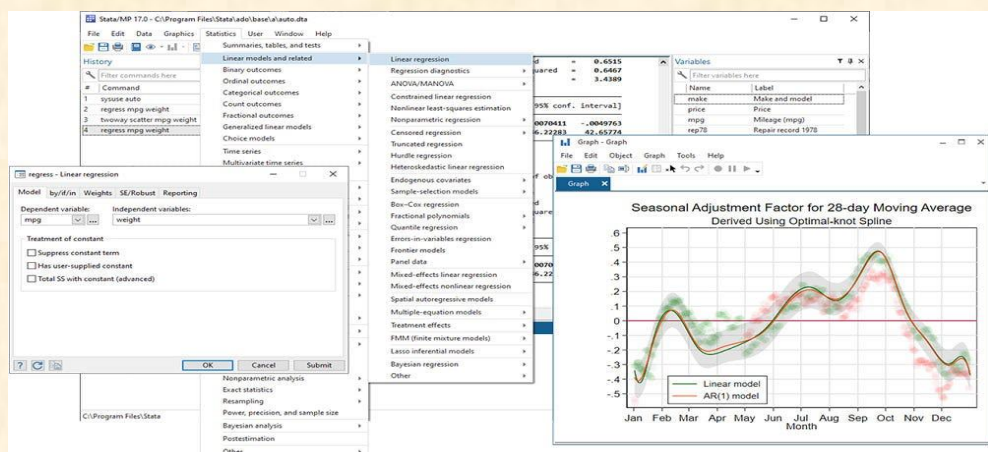 Stata/MP 17.0 - C:\Program Files\Stata\ado\base\a\auto.dta
File Edit Data Graphics Statistics User Window Help
History
Filter commands here
# Command
1 sysuse auto
2 regress mpg weight
3 twoway scatter mpg weight
4 regress mpg weight
C:\Program Files\Stata
Summaries, tables, and tests
Linear models and related
Binary outcomes
Ordinal outcomes
Categorical outcomes
Count outcomes
Fractional outcomes
Generalized linear models
Choice models
Time series
Multivariate time series
Nonparametric analysis
Exact statistics
Resampling
Power, precision, and sample size
Bayesian analysis
Postestimation
Other
Linear regression
Regression diagnostics
ANOVA/MANOVA
Constrained linear regression
Nonlinear least-squares estimation
Nonparametric regression
Censored regression
Truncated regression
Hurdle regression
Heteroskedastic linear regression
Endogenous covariates
Sample-selection models
Box-Cox regression
Fractional polynomials
Quantile regression
Errors-in-variables regression
Frontier models
Panel data
Mixed-effects linear regression
Mixed-effects nonlinear regression
Spatial autoregressive models
Multiple-equation models
Treatment effects
FMM (finite mixture models)
Lasso inferential models
Bayesian regression
Other
d = 0.6515
quared = 0.6467
= 3.4389
95% conf. interval]
0070411 -.0049763
6.22283 42.65774
Variables
Filter variables here
Name Label
make Make and model
price Price
mpg Mileage (mpg)
rep78 Repair record 1978
regress - Linear regression
Model by/if/in Weights SE/Robust Reporting
Dependent variable: Independent variables:
mpg weight
Treatment of constant
Suppress constant term
Has user-supplied constant
Total SS with constant (advanced)
OK Cancel Submit
Graph - Graph
File Edit Object Graph Tools Help
Graph
Seasonal Adjustment Factor for 28-day Moving Average
Derived Using Optimal-knot Spline
.6
.5
.4
.3
.2
.1
0
-.1
-.2
-.3
-.4
-.5
Linear model
AR(1) model
Jan Feb Mar Apr May Jun Jul Aug Sep Oct Nov Dec
Month